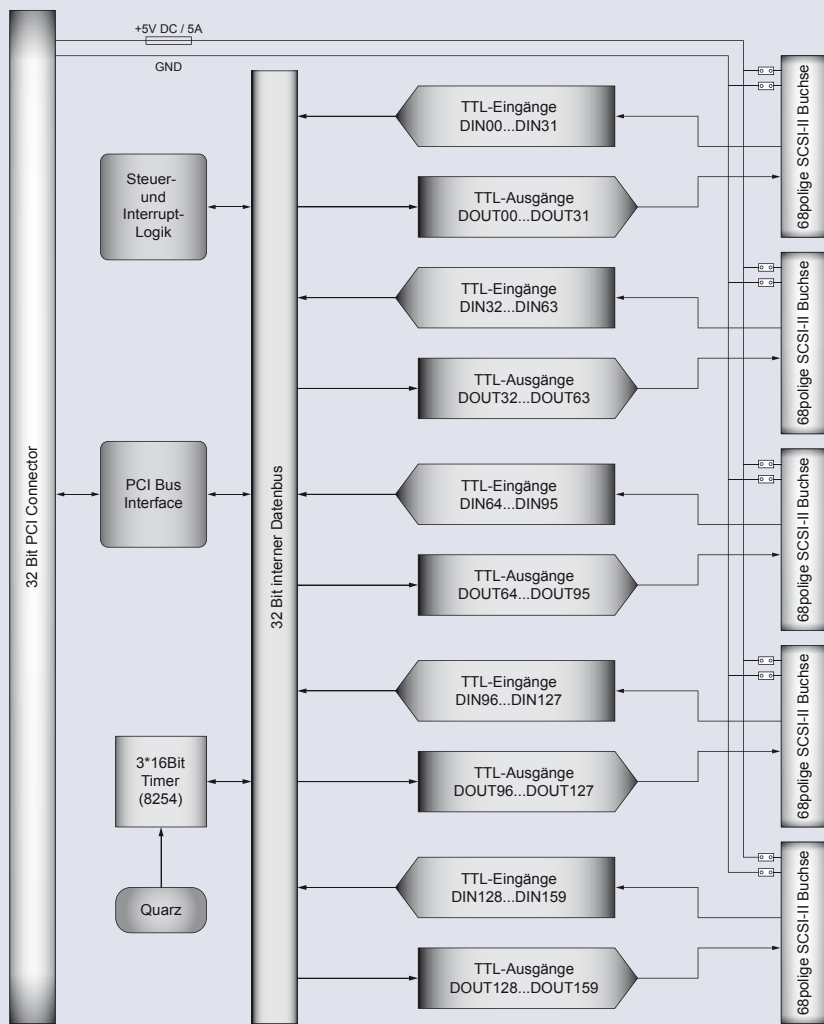 +5V DC / 5A
GND
32 Bit PCI Connector
Steuer-
und
Interrupt-
Logik
PCI Bus
Interface
3*16Bit
Timer
(8254)
Quarz
32 Bit interner Datenbus
TTL-Eingänge
DIN00...DIN31
TTL-Ausgänge
DOUT00...DOUT31
68polige SCSI-II Buchse
TTL-Eingänge
DIN32...DIN63
TTL-Ausgänge
DOUT32...DOUT63
68polige SCSI-II Buchse
TTL-Eingänge
DIN64...DIN95
TTL-Ausgänge
DOUT64...DOUT95
68polige SCSI-II Buchse
TTL-Eingänge
DIN96...DIN127
TTL-Ausgänge
DOUT96...DOUT127
68polige SCSI-II Buchse
TTL-Eingänge
DIN128...DIN159
TTL-Ausgänge
DOUT128...DOUT159
68polige SCSI-II Buchse